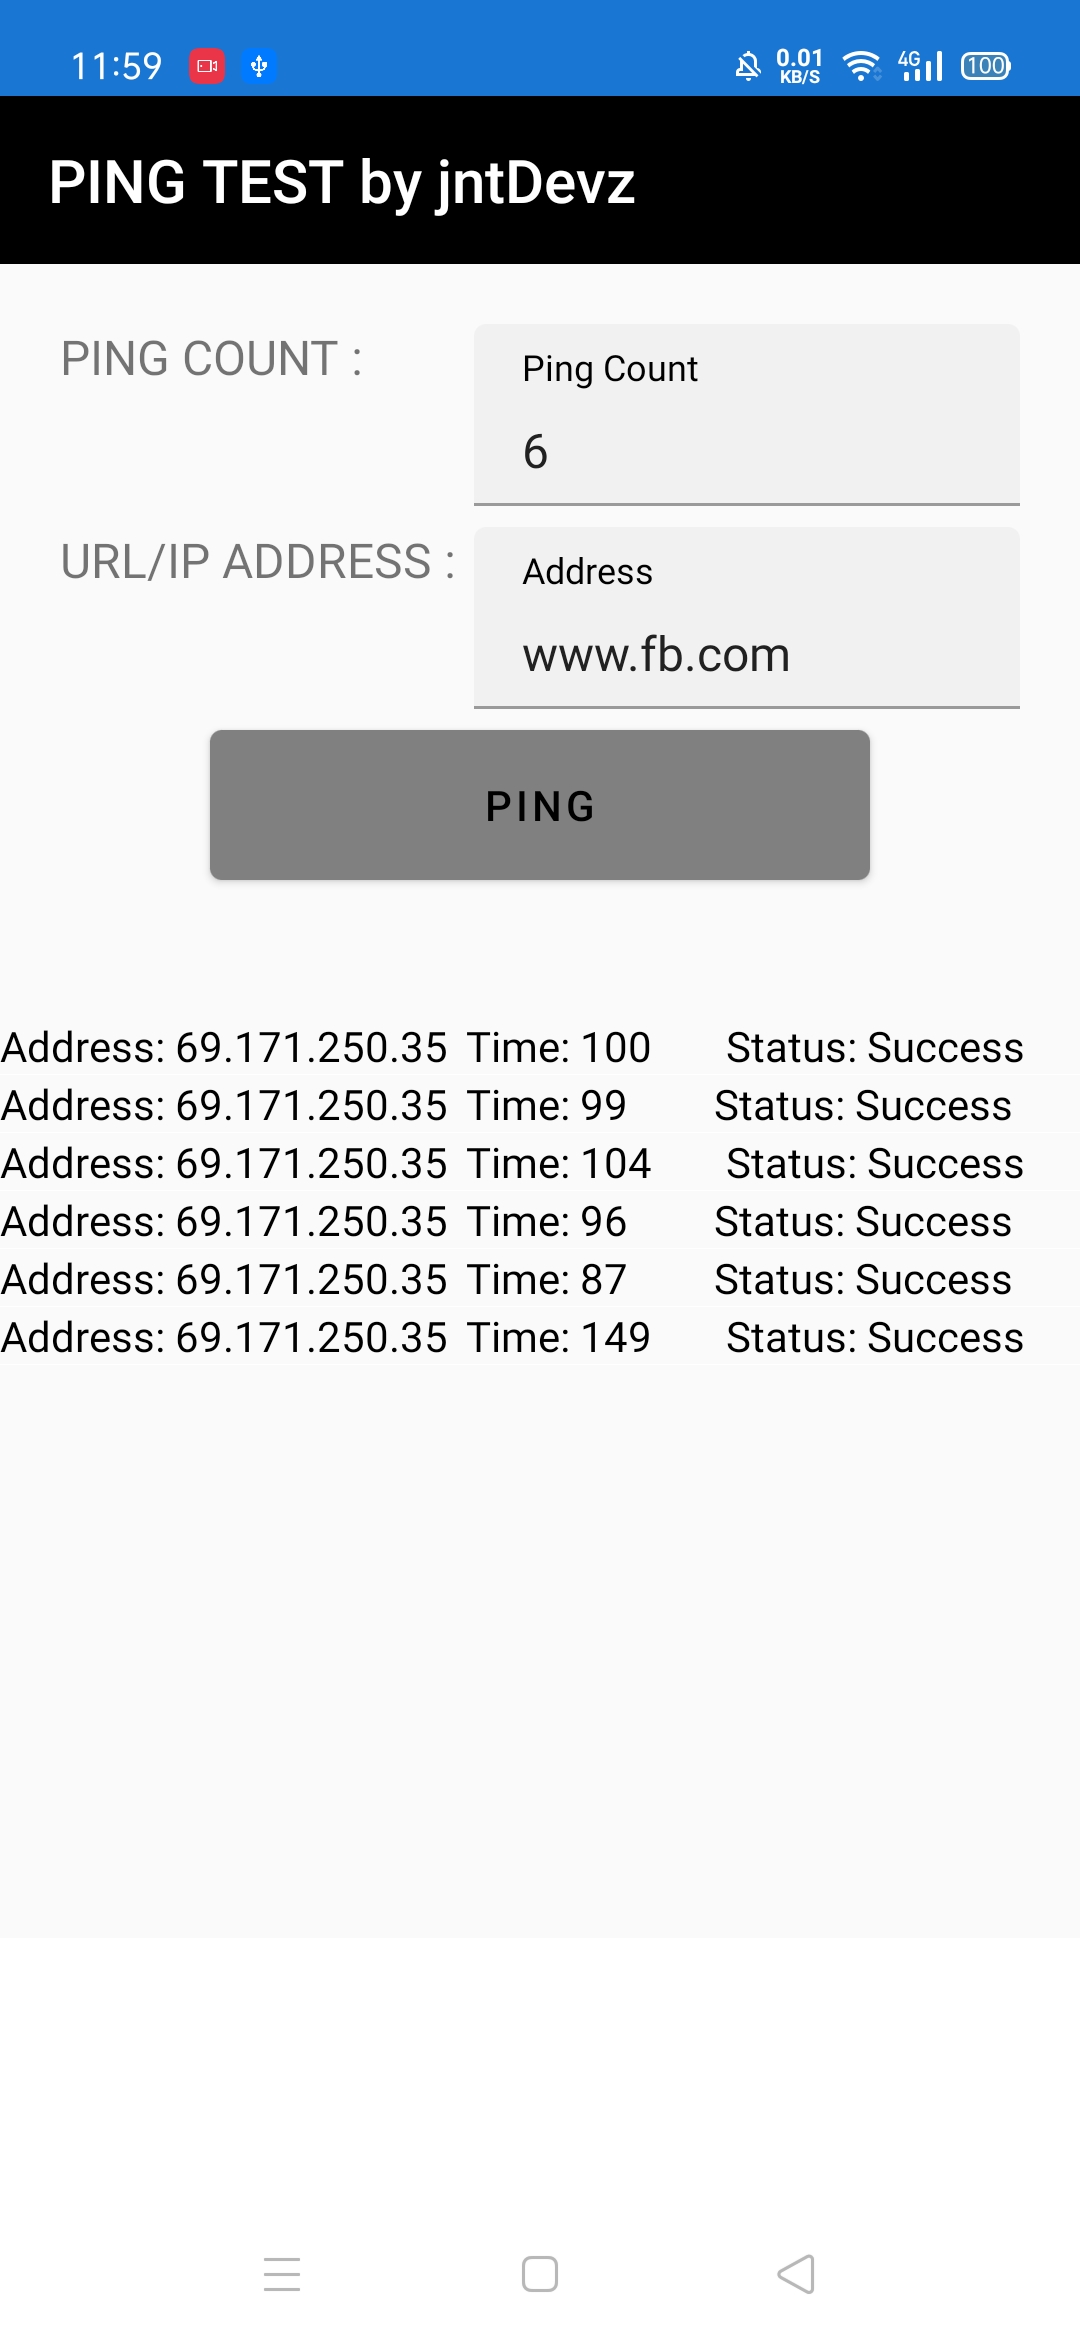 11:59 0.01 KB/S 4G 100
PING TEST by jntDevz
PING COUNT :
Ping Count
6
URL/IP ADDRESS :
Address
www.fb.com
PING
Address: 69.171.250.35 Time: 100 Status: Success
Address: 69.171.250.35 Time: 99 Status: Success
Address: 69.171.250.35 Time: 104 Status: Success
Address: 69.171.250.35 Time: 96 Status: Success
Address: 69.171.250.35 Time: 87 Status: Success
Address: 69.171.250.35 Time: 149 Status: Success